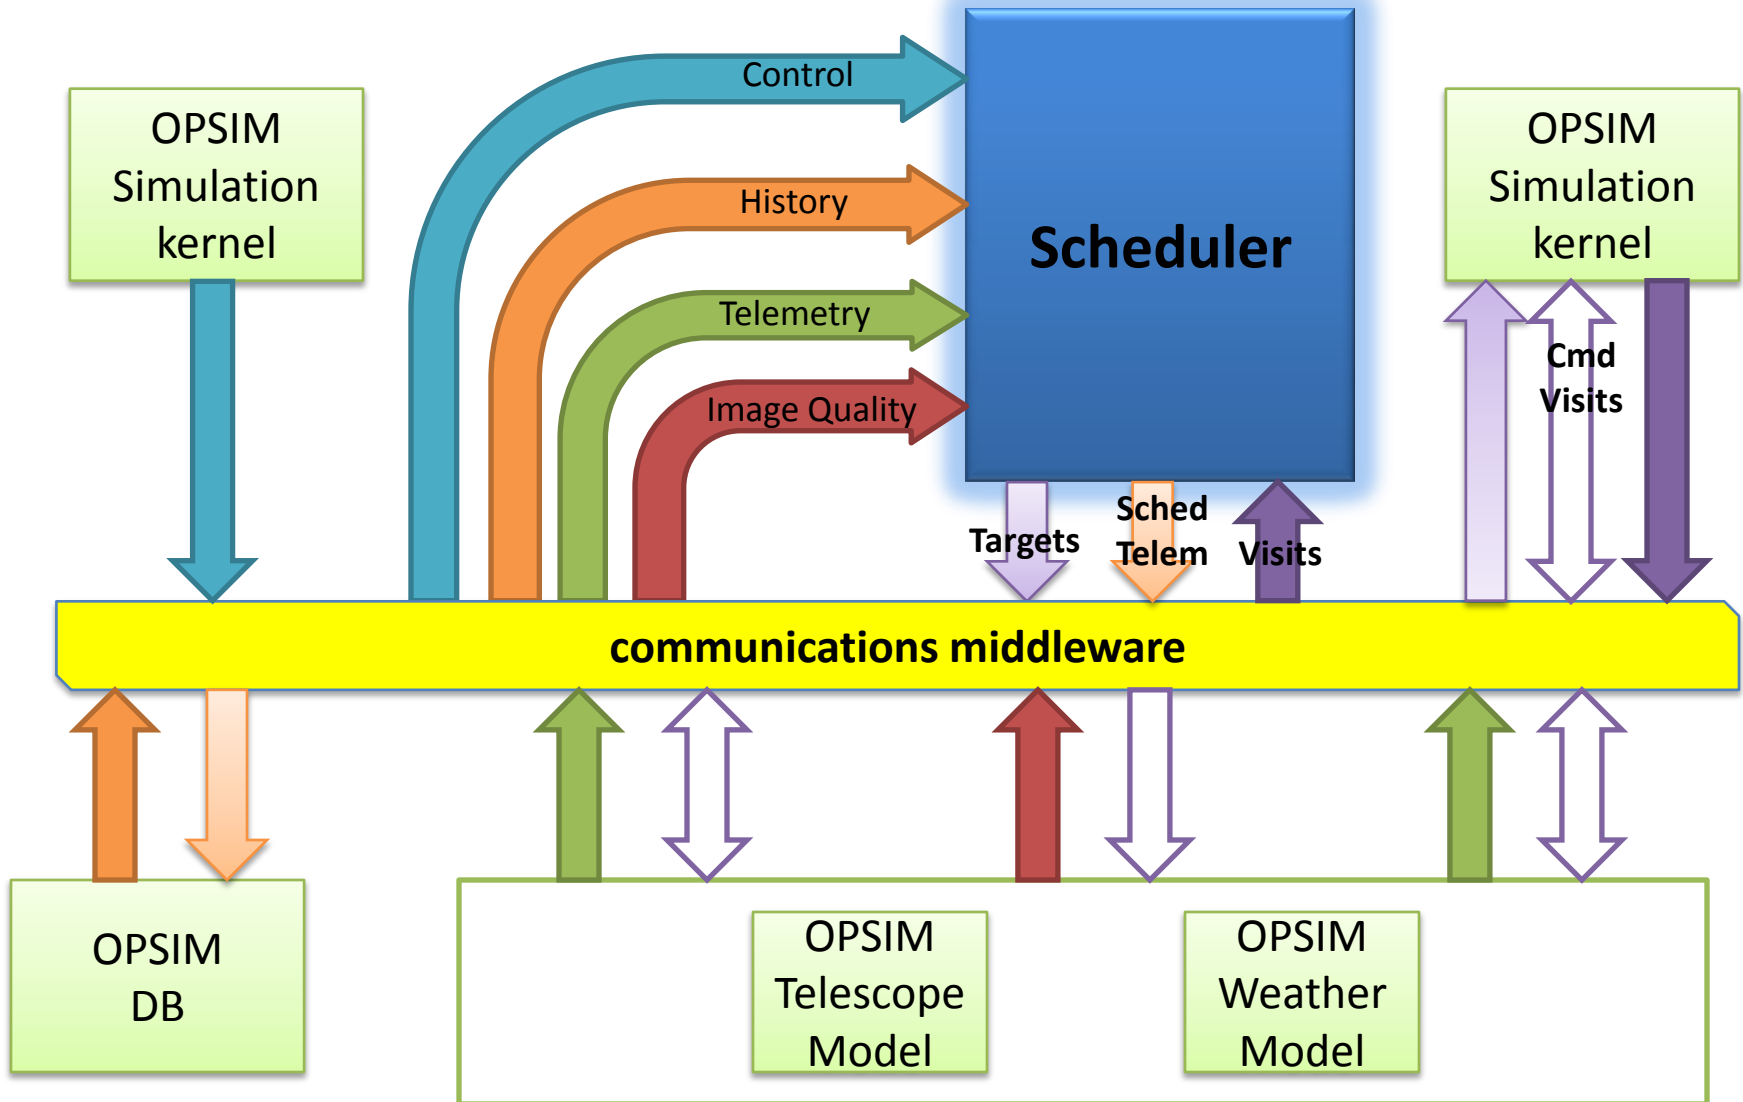 Control
OPSIM
Simulation
kernel
OPSIM
Simulation
kernel
History
Scheduler
Telemetry
Cmd
Visits
Image Quality
Sched
Targets
Telem
Visits
communications middleware
OPSIM
DB
OPSIM
Telescope
Model
OPSIM
Weather
Model